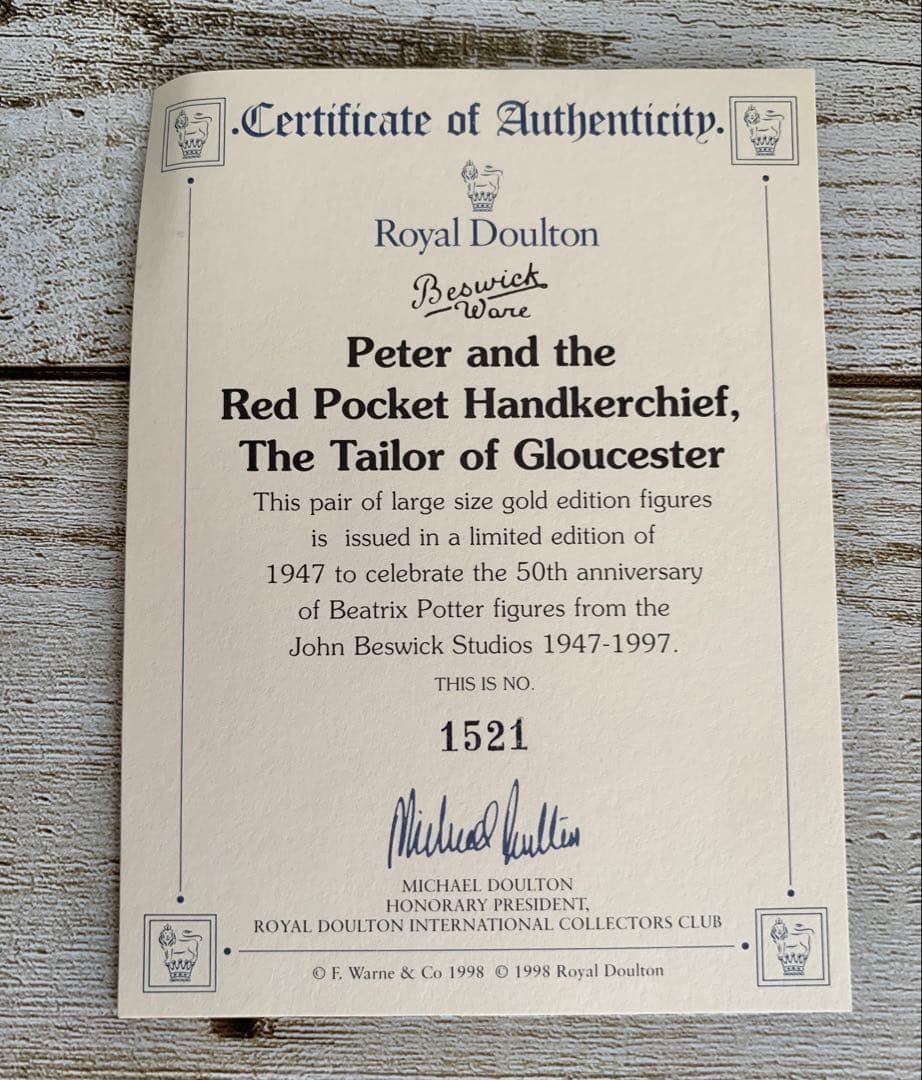 .Certificate of Authenticity.
Royal Doulton
Beswick
Ware
Peter and the
Red Pocket Handkerchief,
The Tailor of Gloucester
This pair of large size gold edition figures
is issued in a limited edition of
1947 to celebrate the 50th anniversary
of Beatrix Potter figures from the
John Beswick Studios 1947-1997.
THIS IS NO.
1521
Michael Doulton
MICHAEL DOULTON
HONORARY PRESIDENT,
ROYAL DOULTON INTERNATIONAL COLLECTORS CLUB
© F. Warne & Co 1998 © 1998 Royal Doulton